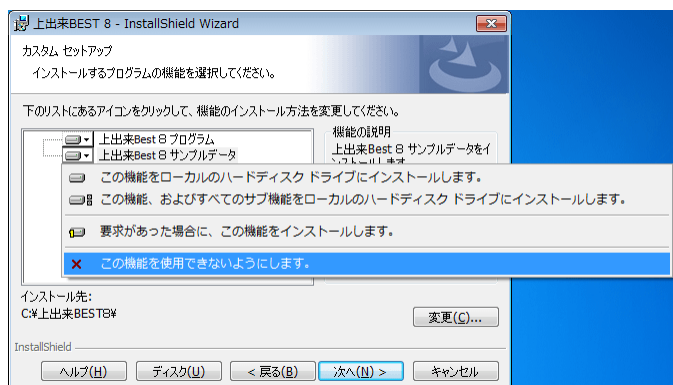 上出来BEST 8 - InstallShield Wizard
カスタム セットアップ
インストールするプログラムの機能を選択してください。
下のリストにあるアイコンをクリックして、機能のインストール方法を変更してください。
上出来Best 8 プログラム
上出来Best 8 サンプルデータ
機能の説明
上出来Best 8 サンプルデータをイ
ンストールします
この機能をローカルのハードディスク ドライブにインストールします。
この機能、およびすべてのサブ機能をローカルのハードディスク ドライブにインストールします。
要求があった場合に、この機能をインストールします。
この機能を使用できないようにします。
インストール先:
C:¥上出来BEST8¥
変更(C)...
InstallShield
ヘルプ(H)
ディスク(U)
< 戻る(B)
次へ(N) >
キャンセル